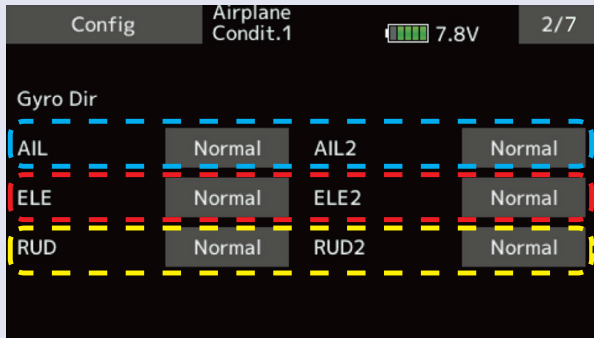 Config Airplane 2/7
Condit.1 7.8V
Gyro Dir
AIL Normal AIL2 Normal
ELE Normal ELE2 Normal
RUD Normal RUD2 Normal